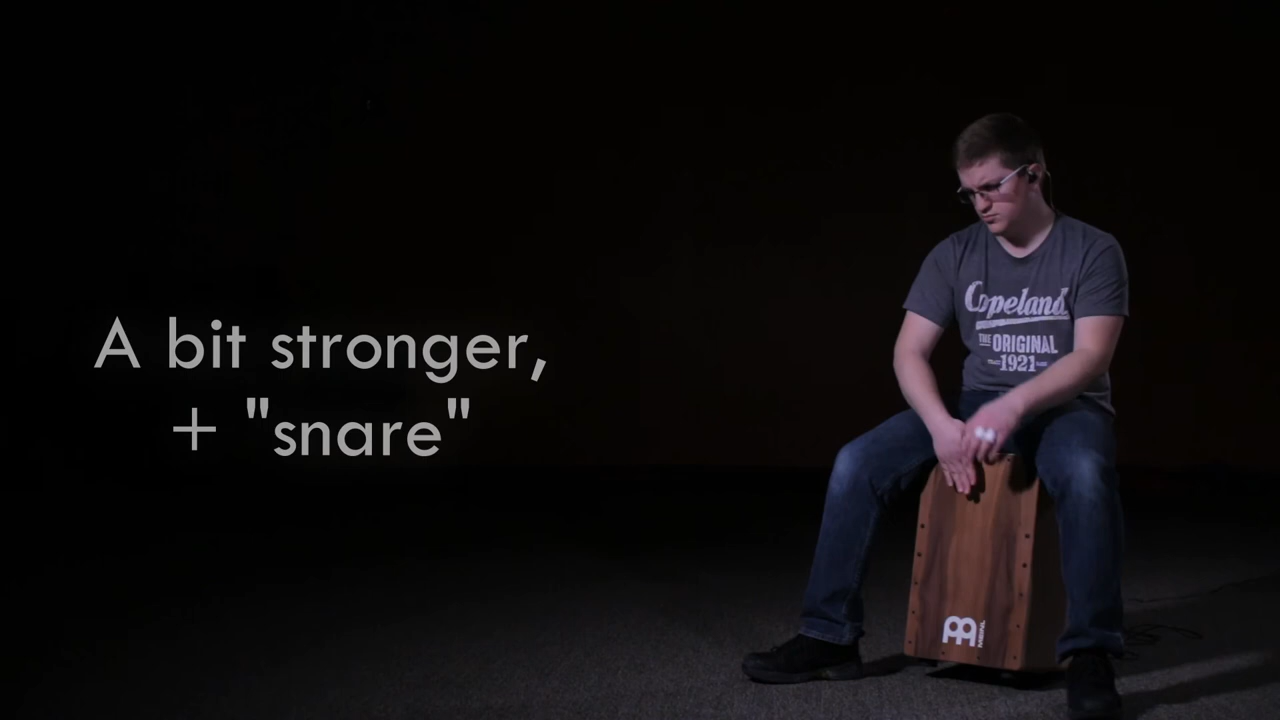 A bit stronger,
+ "snare"
Copeland
THE ORIGINAL
1921
MEINL